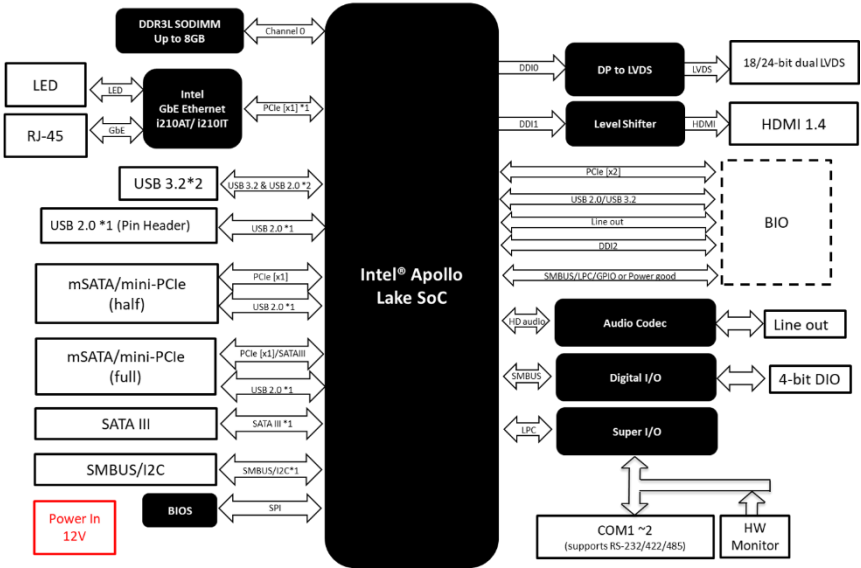 DDR3L SODIMM
Up to 8GB
Channel 0
LED
LED
Intel
GbE Ethernet
i210AT/ i210IT
PCIe [x1] *1
RJ-45
GbE
USB 3.2*2
USB 3.2 & USB 2.0 *2
USB 2.0 *1 (Pin Header)
USB 2.0 *1
mSATA/mini-PCIe
(half)
PCIe [x1]
USB 2.0 *1
mSATA/mini-PCIe
(full)
PCIe [x1]/SATAIII
USB 2.0 *1
SATA III
SATA III *1
SMBUS/I2C
SMBUS/I2C*1
Power In
12V
BIOS
SPI
Intel® Apollo
Lake SoC
DDI0
DP to LVDS
LVDS
18/24-bit dual LVDS
DDI1
Level Shifter
HDMI
HDMI 1.4
PCIe [x2]
USB 2.0/USB 3.2
Line out
DDI2
SMBUS/LPC/GPIO or Power good
BIO
HD audio
Audio Codec
Line out
SMBUS
Digital I/O
4-bit DIO
LPC
Super I/O
COM1 ~2
(supports RS-232/422/485)
HW
Monitor